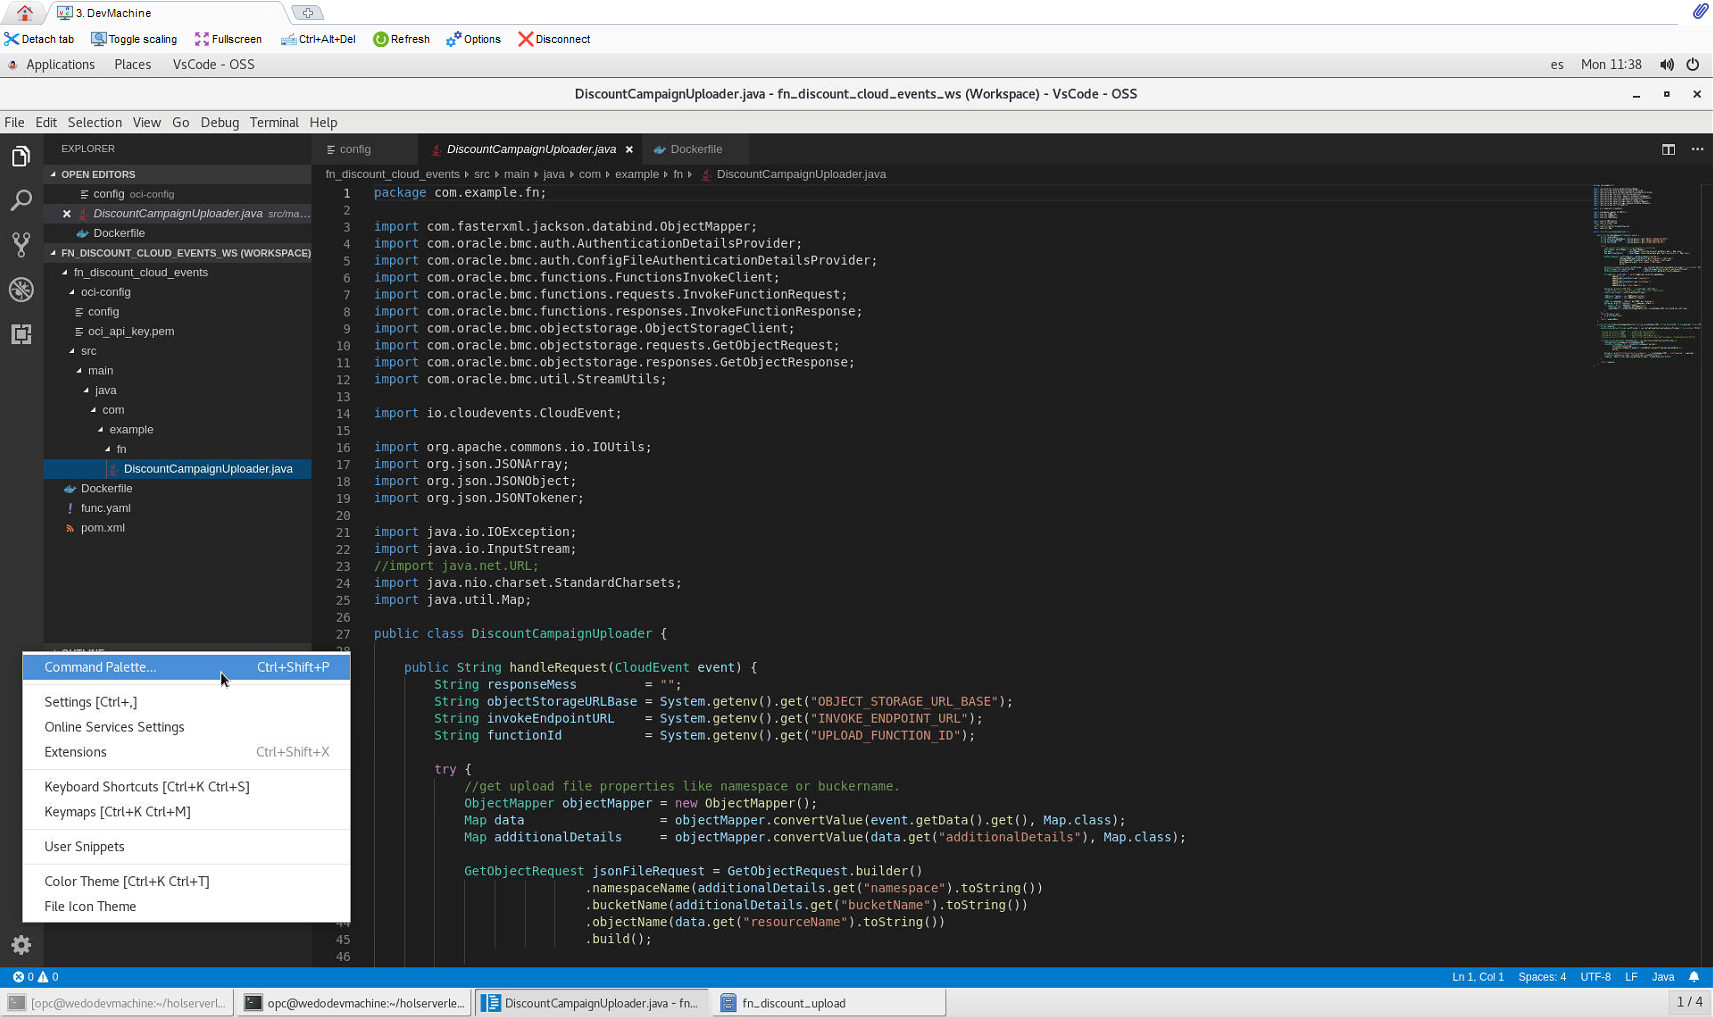 3. DevMachine
Detach tab Toggle scaling Fullscreen Ctrl+Alt+Del Refresh Options Disconnect
Applications Places VsCode - OSS es Mon 11:38
DiscountCampaignUploader.java - fn_discount_cloud_events_ws (Workspace) - VsCode - OSS
File Edit Selection View Go Debug Terminal Help
EXPLORER
OPEN EDITORS
config oci-config
DiscountCampaignUploader.java src/ma...
Dockerfile
FN_DISCOUNT_CLOUD_EVENTS_WS (WORKSPACE)
fn_discount_cloud_events
oci-config
config
oci_api_key.pem
src
main
java
com
example
fn
DiscountCampaignUploader.java
Dockerfile
func.yaml
pom.xml
OUTLINE
Command Palette... Ctrl+Shift+P
Settings [Ctrl+,]
Online Services Settings
Extensions Ctrl+Shift+X
Keyboard Shortcuts [Ctrl+K Ctrl+S]
Keymaps [Ctrl+K Ctrl+M]
User Snippets
Color Theme [Ctrl+K Ctrl+T]
File Icon Theme
config DiscountCampaignUploader.java Dockerfile
fn_discount_cloud_events src main java com example fn DiscountCampaignUploader.java
1 package com.example.fn;
2
3 import com.fasterxml.jackson.databind.ObjectMapper;
4 import com.oracle.bmc.auth.AuthenticationDetailsProvider;
5 import com.oracle.bmc.auth.ConfigFileAuthenticationDetailsProvider;
6 import com.oracle.bmc.functions.FunctionsInvokeClient;
7 import com.oracle.bmc.functions.requests.InvokeFunctionRequest;
8 import com.oracle.bmc.functions.responses.InvokeFunctionResponse;
9 import com.oracle.bmc.objectstorage.ObjectStorageClient;
10 import com.oracle.bmc.objectstorage.requests.GetObjectRequest;
11 import com.oracle.bmc.objectstorage.responses.GetObjectResponse;
12 import com.oracle.bmc.util.StreamUtils;
13
14 import io.cloudevents.CloudEvent;
15
16 import org.apache.commons.io.IOUtils;
17 import org.json.JSONArray;
18 import org.json.JSONObject;
19 import org.json.JSONTokener;
20
21 import java.io.IOException;
22 import java.io.InputStream;
23 //import java.net.URL;
24 import java.nio.charset.StandardCharsets;
25 import java.util.Map;
26
27 public class DiscountCampaignUploader {
28
public String handleRequest(CloudEvent event) {
String responseMess = "";
String objectStorageURLBase = System.getenv().get("OBJECT_STORAGE_URL_BASE");
String invokeEndpointURL = System.getenv().get("INVOKE_ENDPOINT_URL");
String functionId = System.getenv().get("UPLOAD_FUNCTION_ID");
try {
//get upload file properties like namespace or buckername.
ObjectMapper objectMapper = new ObjectMapper();
Map data = objectMapper.convertValue(event.getData().get(), Map.class);
Map additionalDetails = objectMapper.convertValue(data.get("additionalDetails"), Map.class);
GetObjectRequest jsonFileRequest = GetObjectRequest.builder()
.namespaceName(additionalDetails.get("namespace").toString())
.bucketName(additionalDetails.get("bucketName").toString())
44 .objectName(data.get("resourceName").toString())
45 .build();
46
0 0 Ln 1, Col 1 Spaces: 4 UTF-8 LF Java
[opc@wedodevmachine:~/holserverl... opc@wedodevmachine:~/holserverle... DiscountCampaignUploader.java - fn... fn_discount_upload 1 / 4